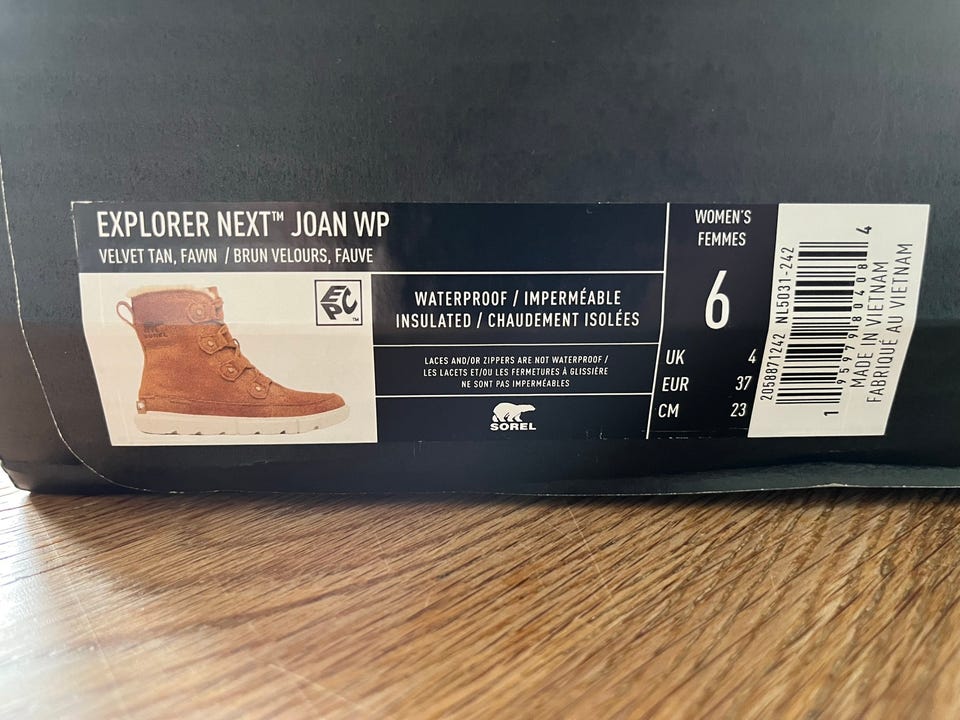 EXPLORER NEXT™ JOAN WP
VELVET TAN, FAWN / BRUN VELOURS, FAUVE
SOREL
EPC™
WATERPROOF / IMPERMÉABLE
INSULATED / CHAUDEMENT ISOLÉES
LACES AND/OR ZIPPERS ARE NOT WATERPROOF /
LES LACETS ET/OU LES FERMETURES À GLISSIÈRE
NE SONT PAS IMPERMÉABLES
SOREL
WOMEN'S
FEMMES
6
UK 4
EUR 37
CM 23
2058871242 NL5031-242
1 95979 80408 4
MADE IN VIETNAM
FABRIQUÉ AU VIETNAM